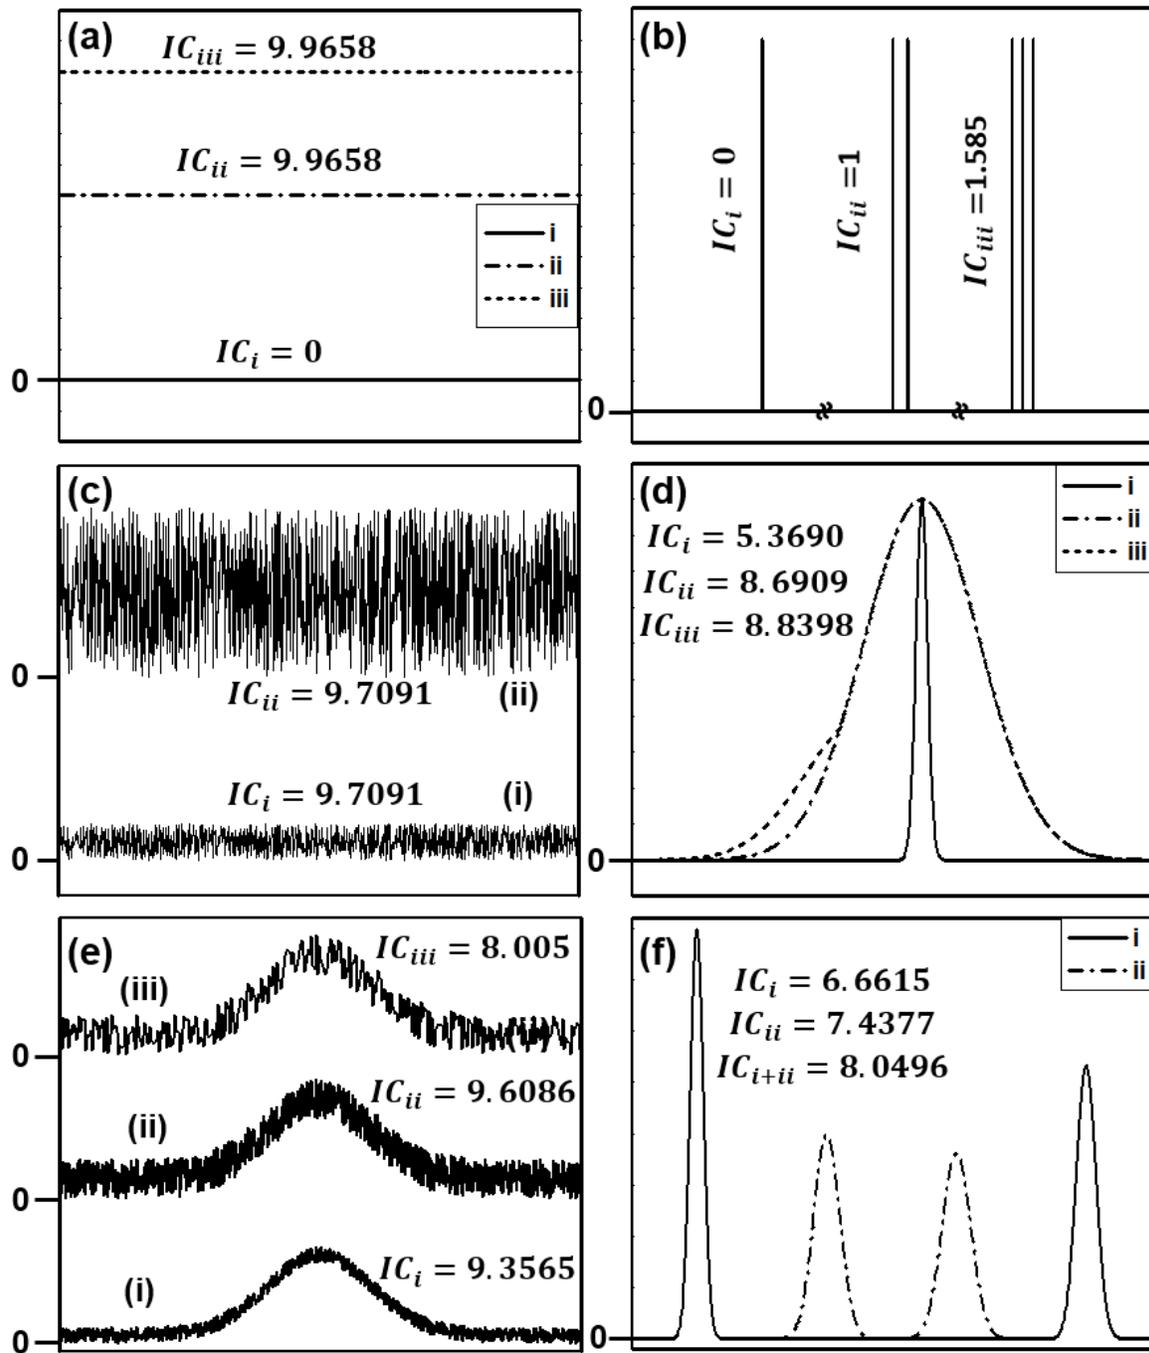 (a)
IC_iii = 9.9658
IC_ii = 9.9658
i
ii
iii
IC_i = 0
0
(b)
IC_i = 0
IC_ii =1
IC_iii =1.585
0
(c)
0
IC_ii = 9.7091 (ii)
IC_i = 9.7091 (i)
0
(d)
i
ii
iii
IC_i = 5.3690
IC_ii = 8.6909
IC_iii = 8.8398
0
(e)
IC_iii = 8.005
(iii)
0
IC_ii = 9.6086
(ii)
0
IC_i = 9.3565
(i)
0
(f)
i
ii
IC_i = 6.6615
IC_ii = 7.4377
IC_i+ii = 8.0496
0